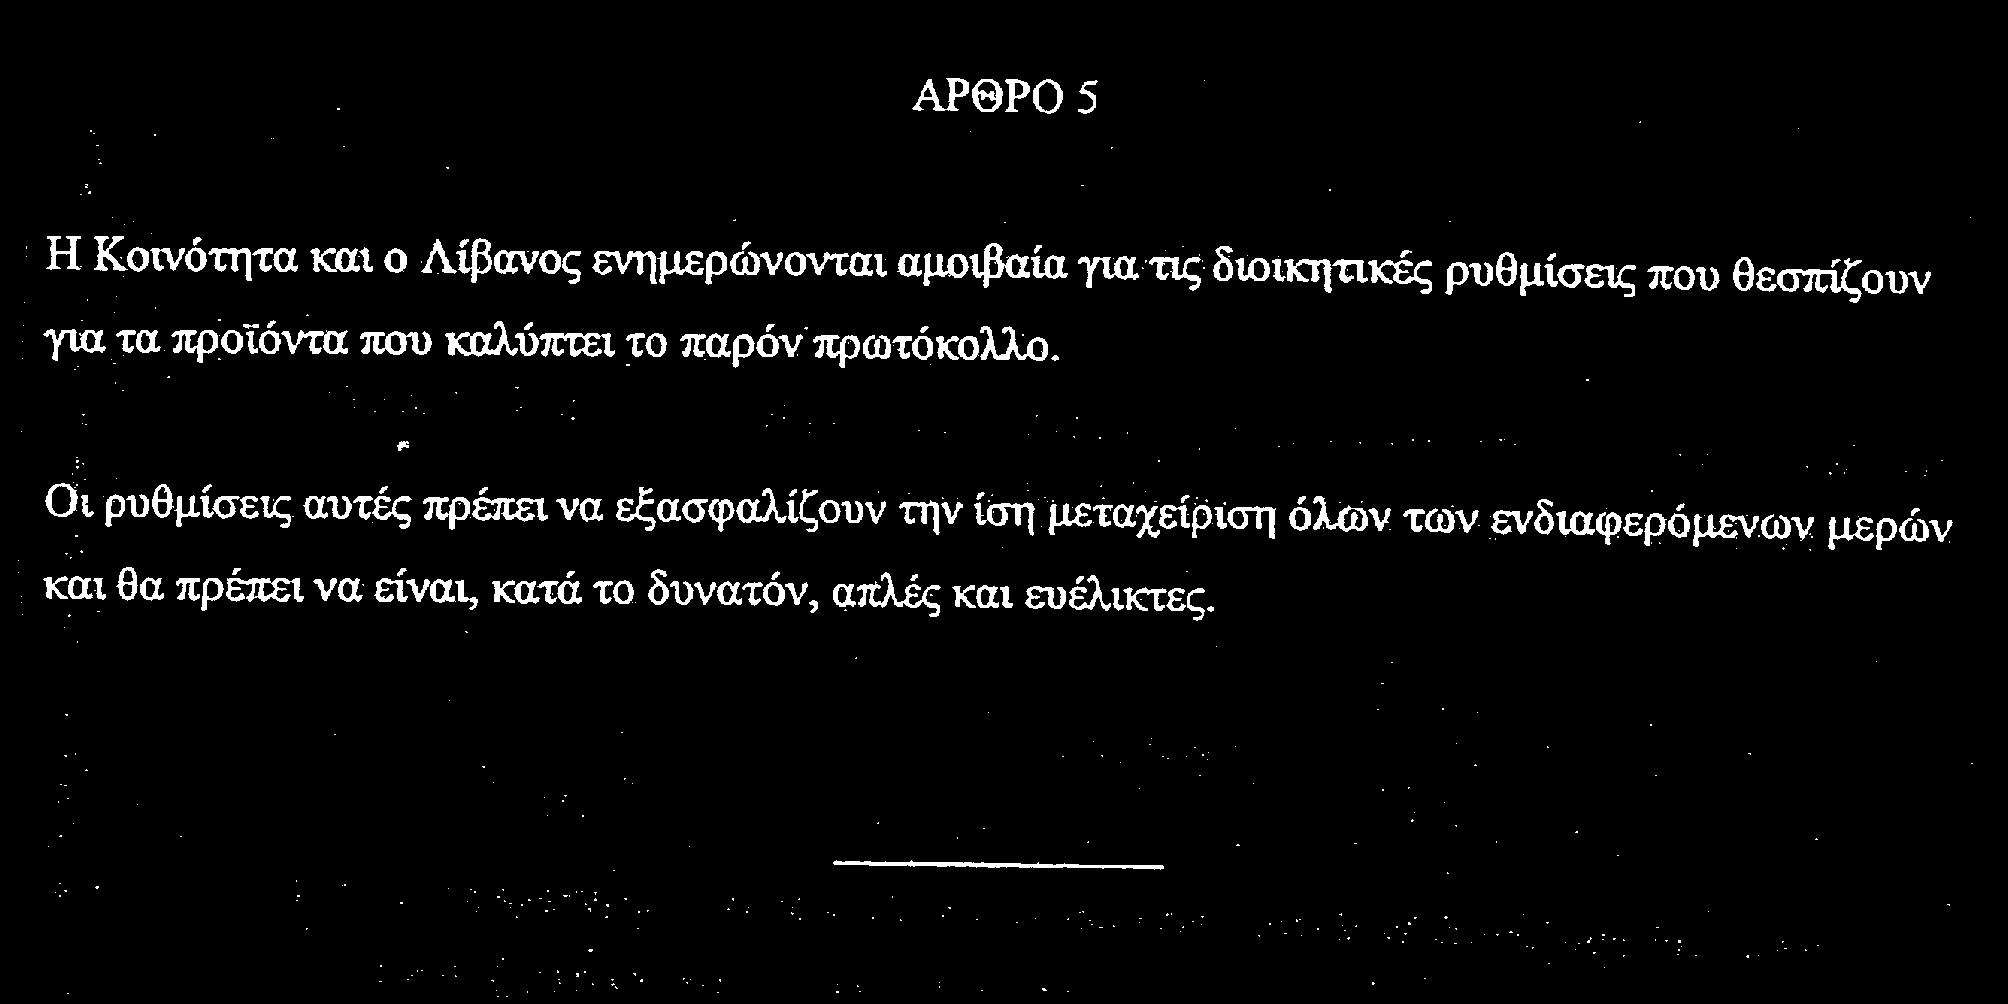 ΑΡΘΡΟ 5
Η Κοινότητα και ο Λίβανος ενημερώνονται αμοιβαία για τις διοικητικές ρυθμίσεις που θεσπίζουν
για τα προϊόντα που καλύπτει το παρόν πρωτόκολλο.
Οι ρυθμίσεις αυτές πρέπει να εξασφαλίζουν την ίση μεταχείριση όλων των ενδιαφερόμενων μερών
και θα πρέπει να είναι, κατά το δυνατόν, απλές και ευέλικτες.